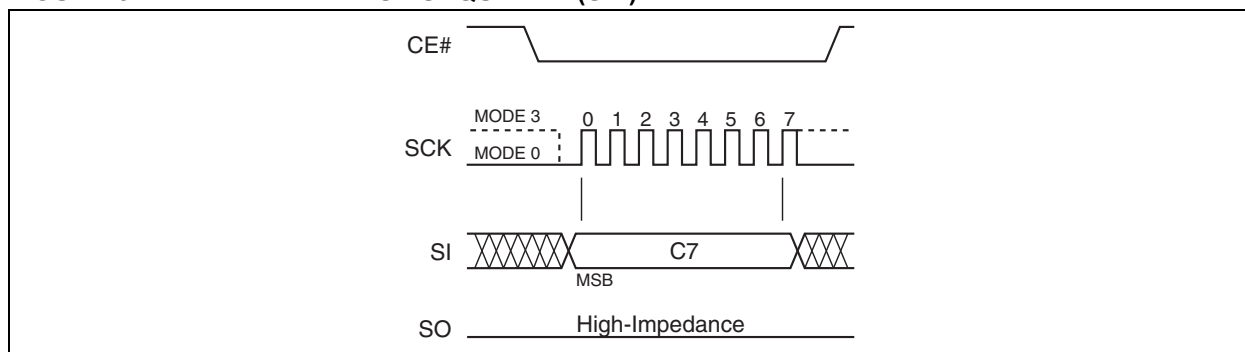 CE#
MODE 3
0 1 2 3 4 5 6 7
SCK
MODE 0
SI
C7
MSB
SO
High-Impedance